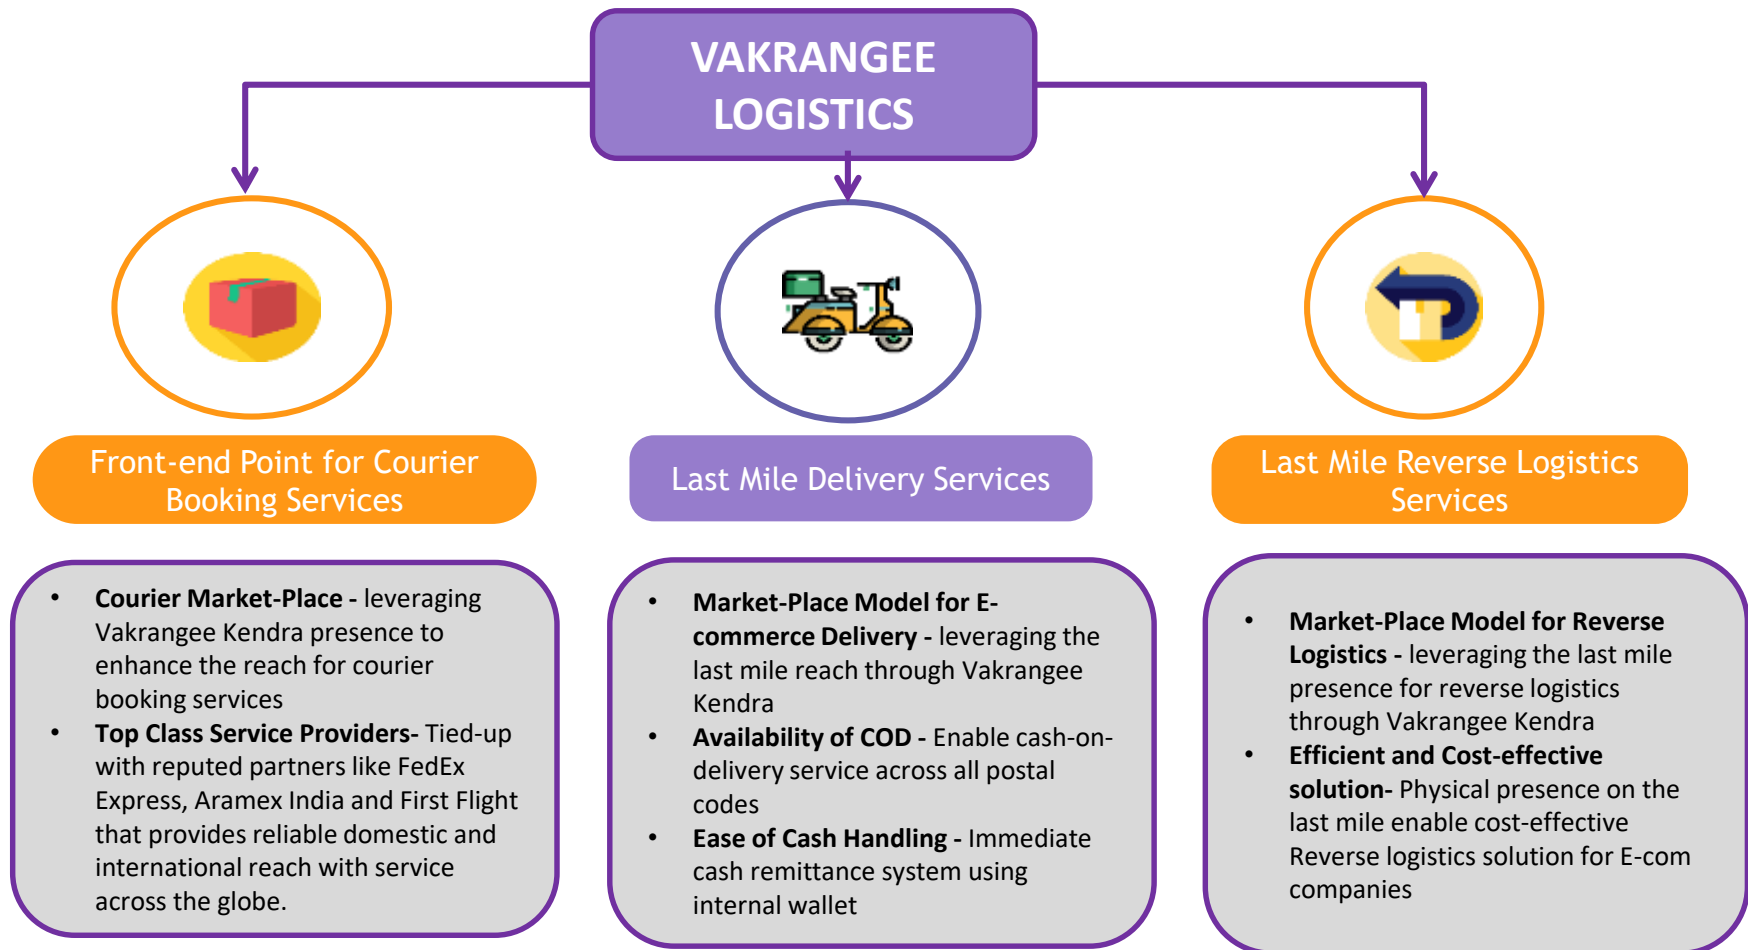 VAKRANGEE
LOGISTICS
Front-end Point for Courier
Booking Services
• Courier Market-Place - leveraging
Vakrangee Kendra presence to
enhance the reach for courier
booking services
• Top Class Service Providers- Tied-up
with reputed partners like FedEx
Express, Aramex India and First Flight
that provides reliable domestic and
international reach with service
across the globe.
Last Mile Delivery Services
• Market-Place Model for E-
commerce Delivery - leveraging the
last mile reach through Vakrangee
Kendra
• Availability of COD - Enable cash-on-
delivery service across all postal
codes
• Ease of Cash Handling - Immediate
cash remittance system using
internal wallet
Last Mile Reverse Logistics
Services
• Market-Place Model for Reverse
Logistics - leveraging the last mile
presence for reverse logistics
through Vakrangee Kendra
• Efficient and Cost-effective
solution- Physical presence on the
last mile enable cost-effective
Reverse logistics solution for E-com
companies